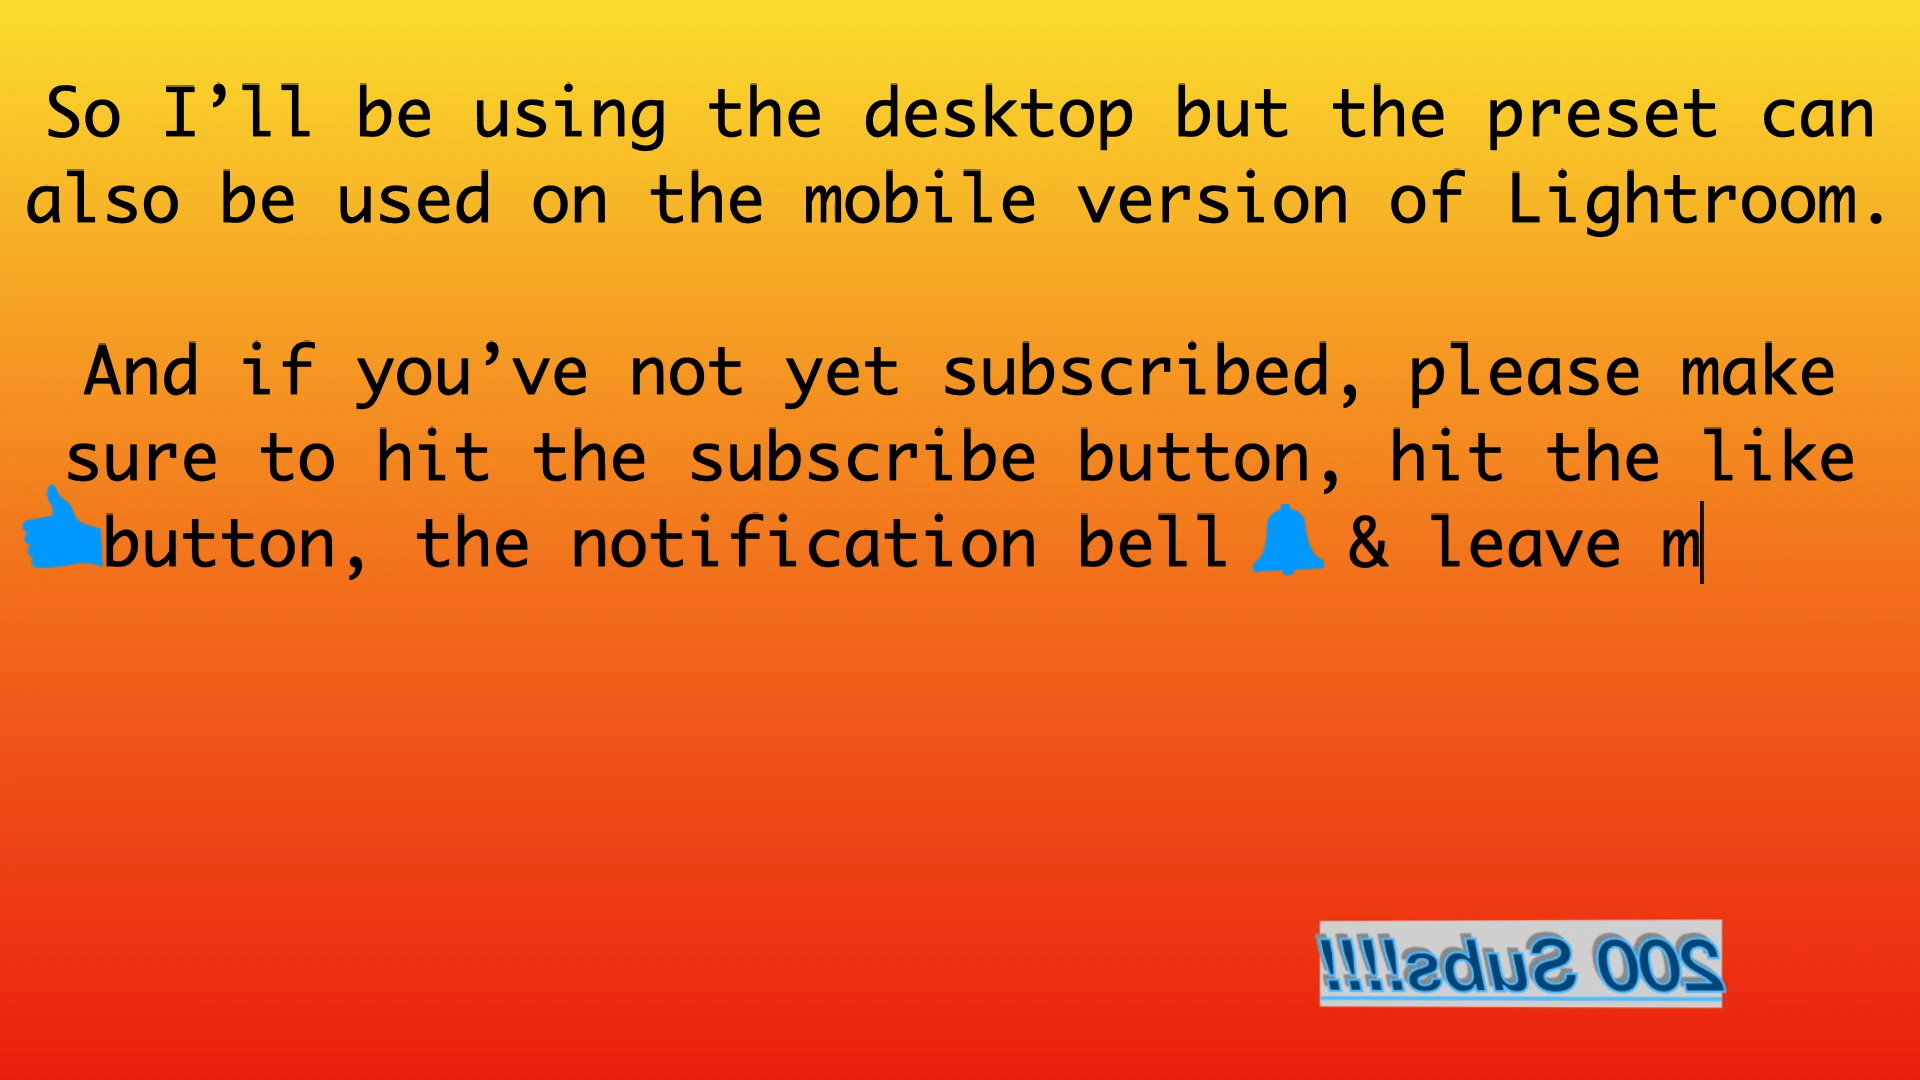 So I’ll be using the desktop but the preset can
also be used on the mobile version of Lightroom.
And if you’ve not yet subscribed, please make
sure to hit the subscribe button, hit the like
button, the notification bell & leave m
200 Subs!!!!